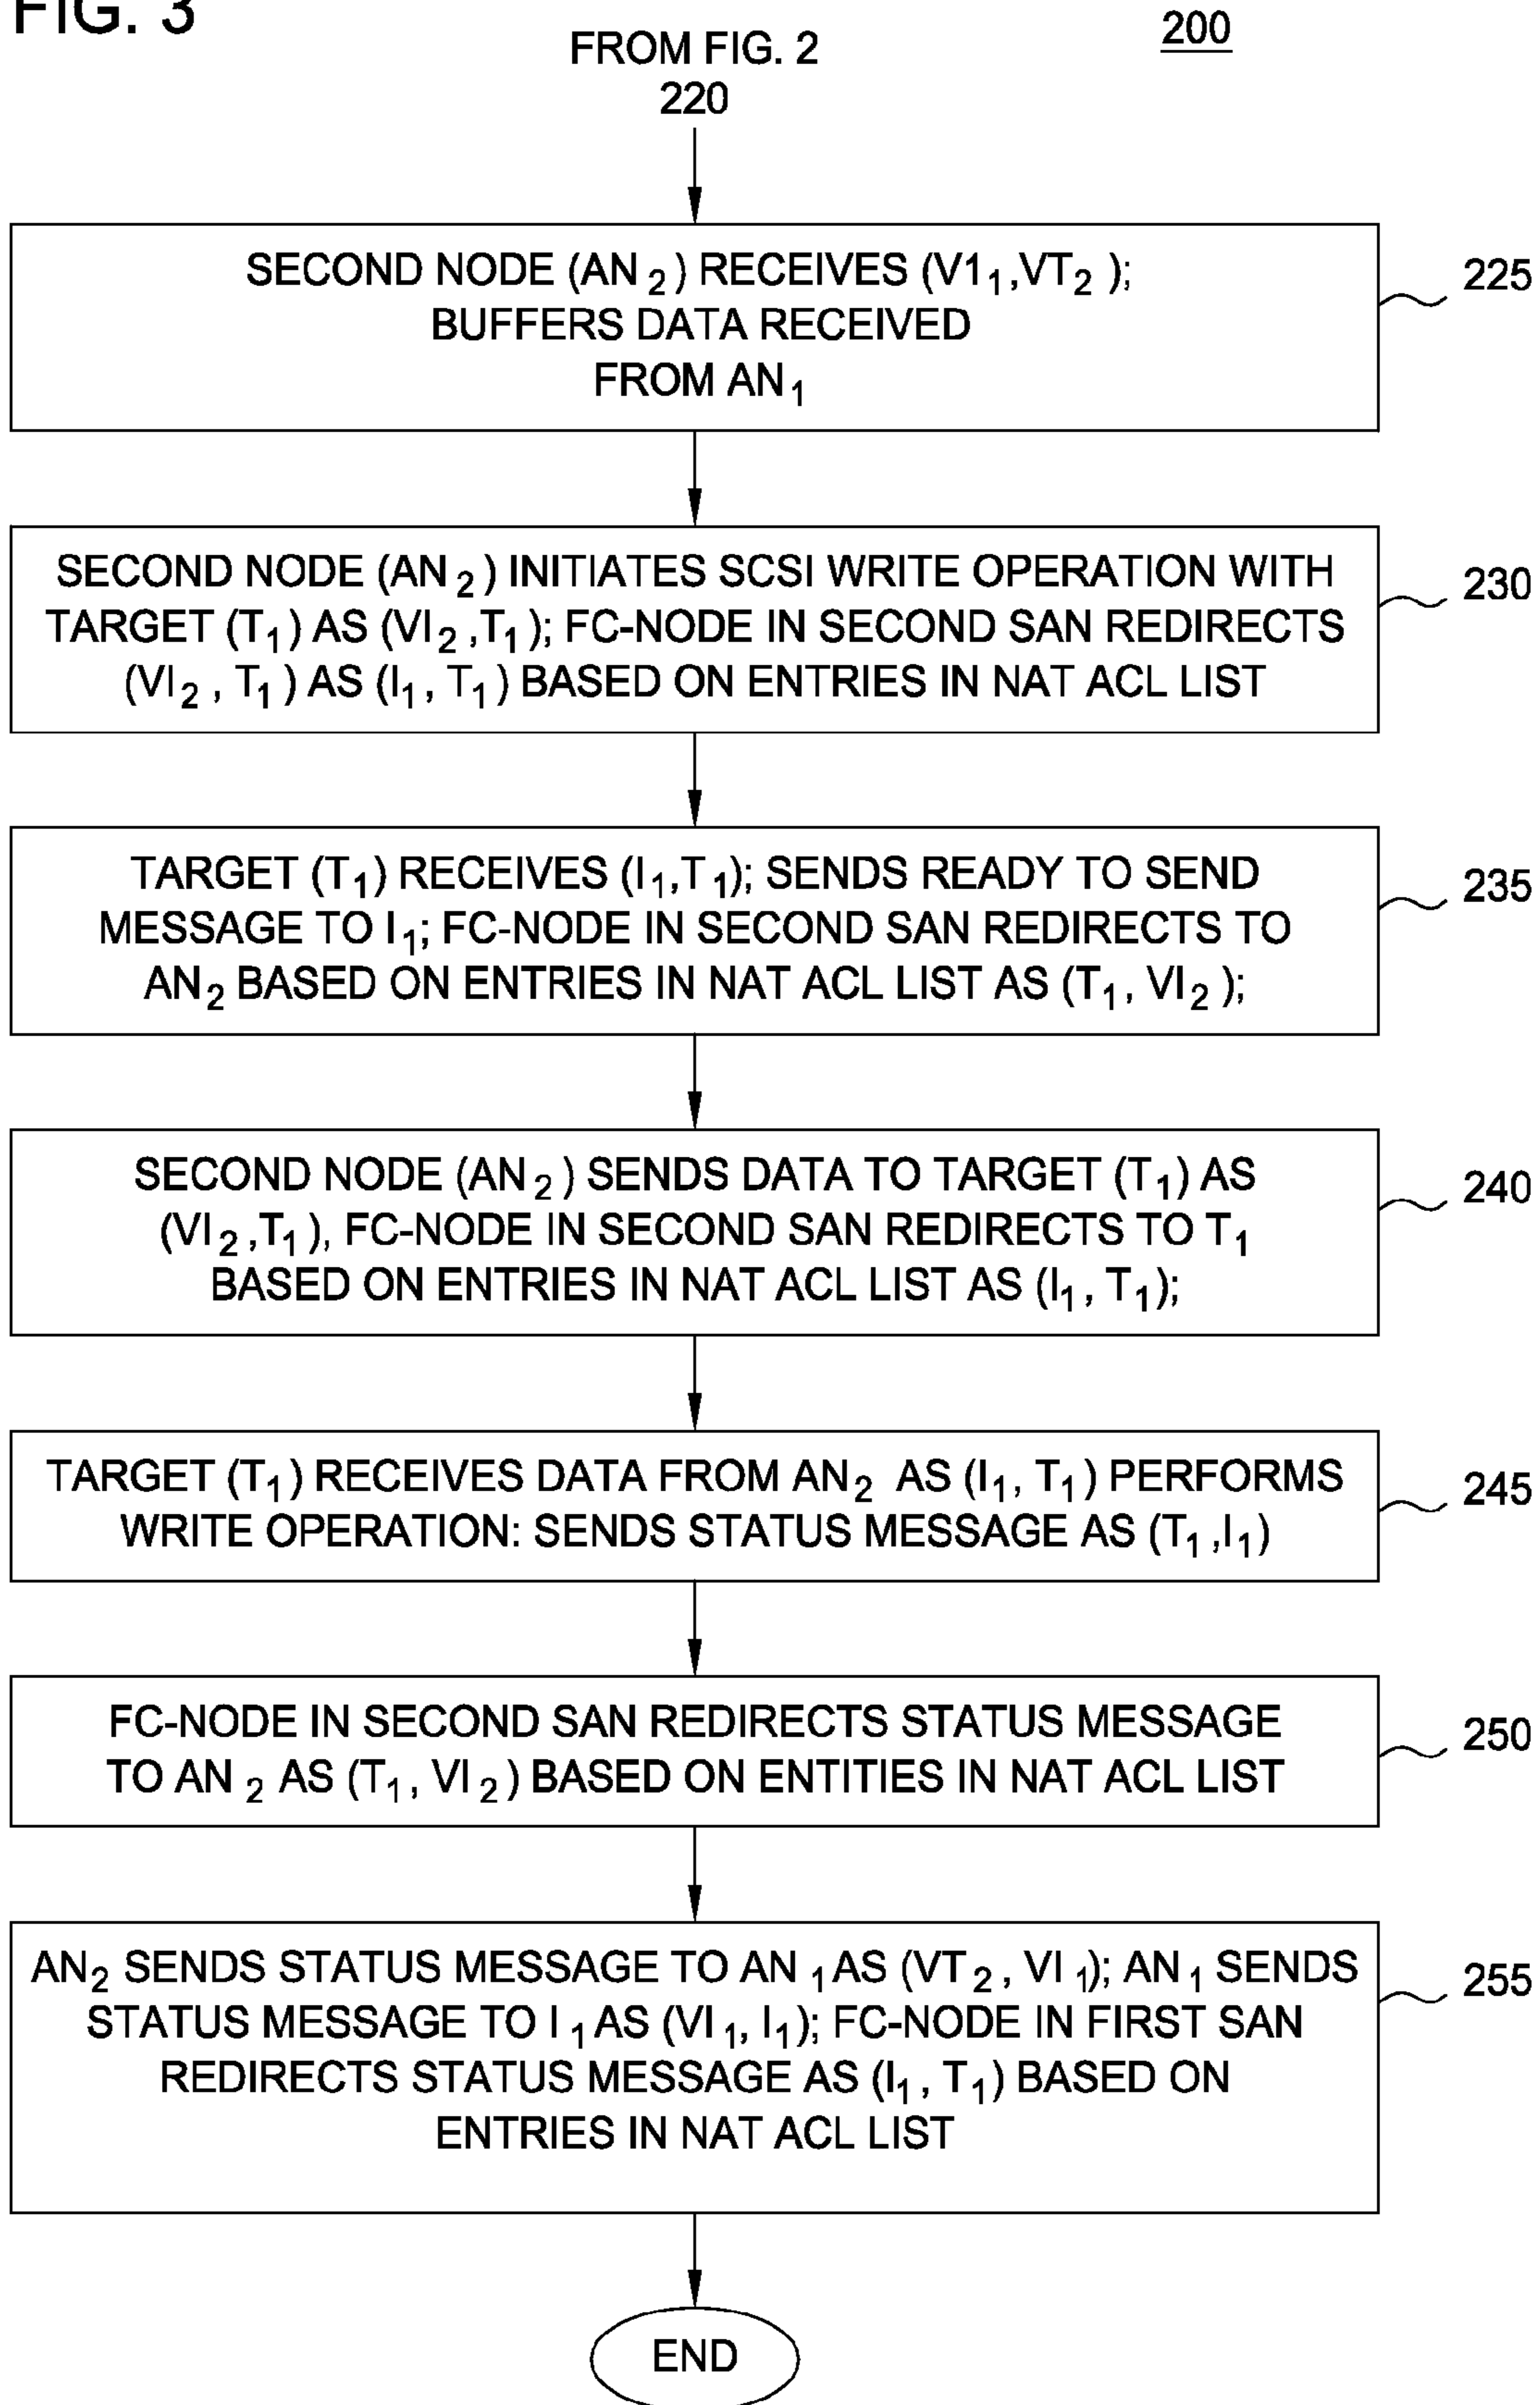 FIG. 3
200
FROM FIG. 2
220
SECOND NODE (AN₂) RECEIVES (V1₁,VT₂);
BUFFERS DATA RECEIVED
FROM AN₁
225
SECOND NODE (AN₂) INITIATES SCSI WRITE OPERATION WITH
TARGET (T₁) AS (VI₂,T₁); FC-NODE IN SECOND SAN REDIRECTS
(VI₂, T₁) AS (I₁, T₁) BASED ON ENTRIES IN NAT ACL LIST
230
TARGET (T₁) RECEIVES (I₁,T₁); SENDS READY TO SEND
MESSAGE TO I₁; FC-NODE IN SECOND SAN REDIRECTS TO
AN₂ BASED ON ENTRIES IN NAT ACL LIST AS (T₁, VI₂);
235
SECOND NODE (AN₂) SENDS DATA TO TARGET (T₁) AS
(VI₂,T₁), FC-NODE IN SECOND SAN REDIRECTS TO T₁
BASED ON ENTRIES IN NAT ACL LIST AS (I₁, T₁);
240
TARGET (T₁) RECEIVES DATA FROM AN₂ AS (I₁, T₁) PERFORMS
WRITE OPERATION: SENDS STATUS MESSAGE AS (T₁,I₁)
245
FC-NODE IN SECOND SAN REDIRECTS STATUS MESSAGE
TO AN₂ AS (T₁, VI₂) BASED ON ENTITIES IN NAT ACL LIST
250
AN₂ SENDS STATUS MESSAGE TO AN₁ AS (VT₂, VI₁); AN₁ SENDS
STATUS MESSAGE TO I₁ AS (VI₁, I₁); FC-NODE IN FIRST SAN
REDIRECTS STATUS MESSAGE AS (I₁, T₁) BASED ON
ENTRIES IN NAT ACL LIST
255
END